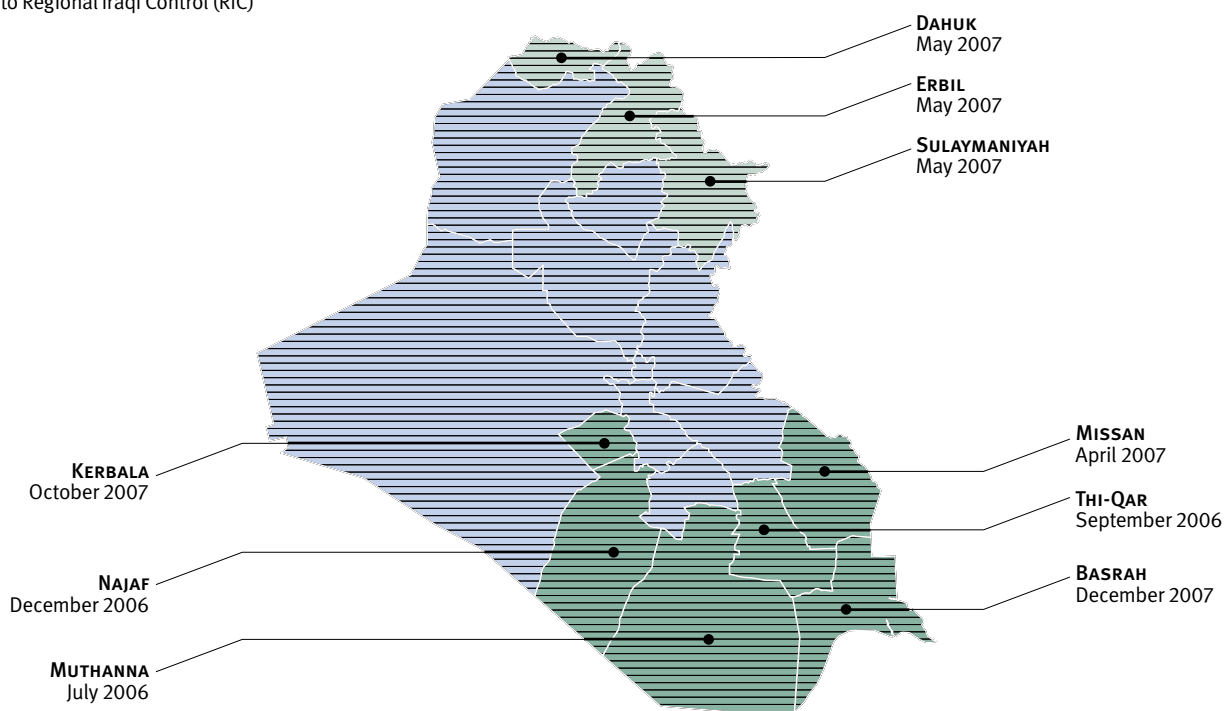 to Regional Iraqi Control (RIC)
DAHUK
May 2007
ERBIL
May 2007
SULAYMANIYAH
May 2007
MISSAN
April 2007
THI-QAR
September 2006
BASRAH
December 2007
KERBALA
October 2007
NAJAF
December 2006
MUTHANNA
July 2006